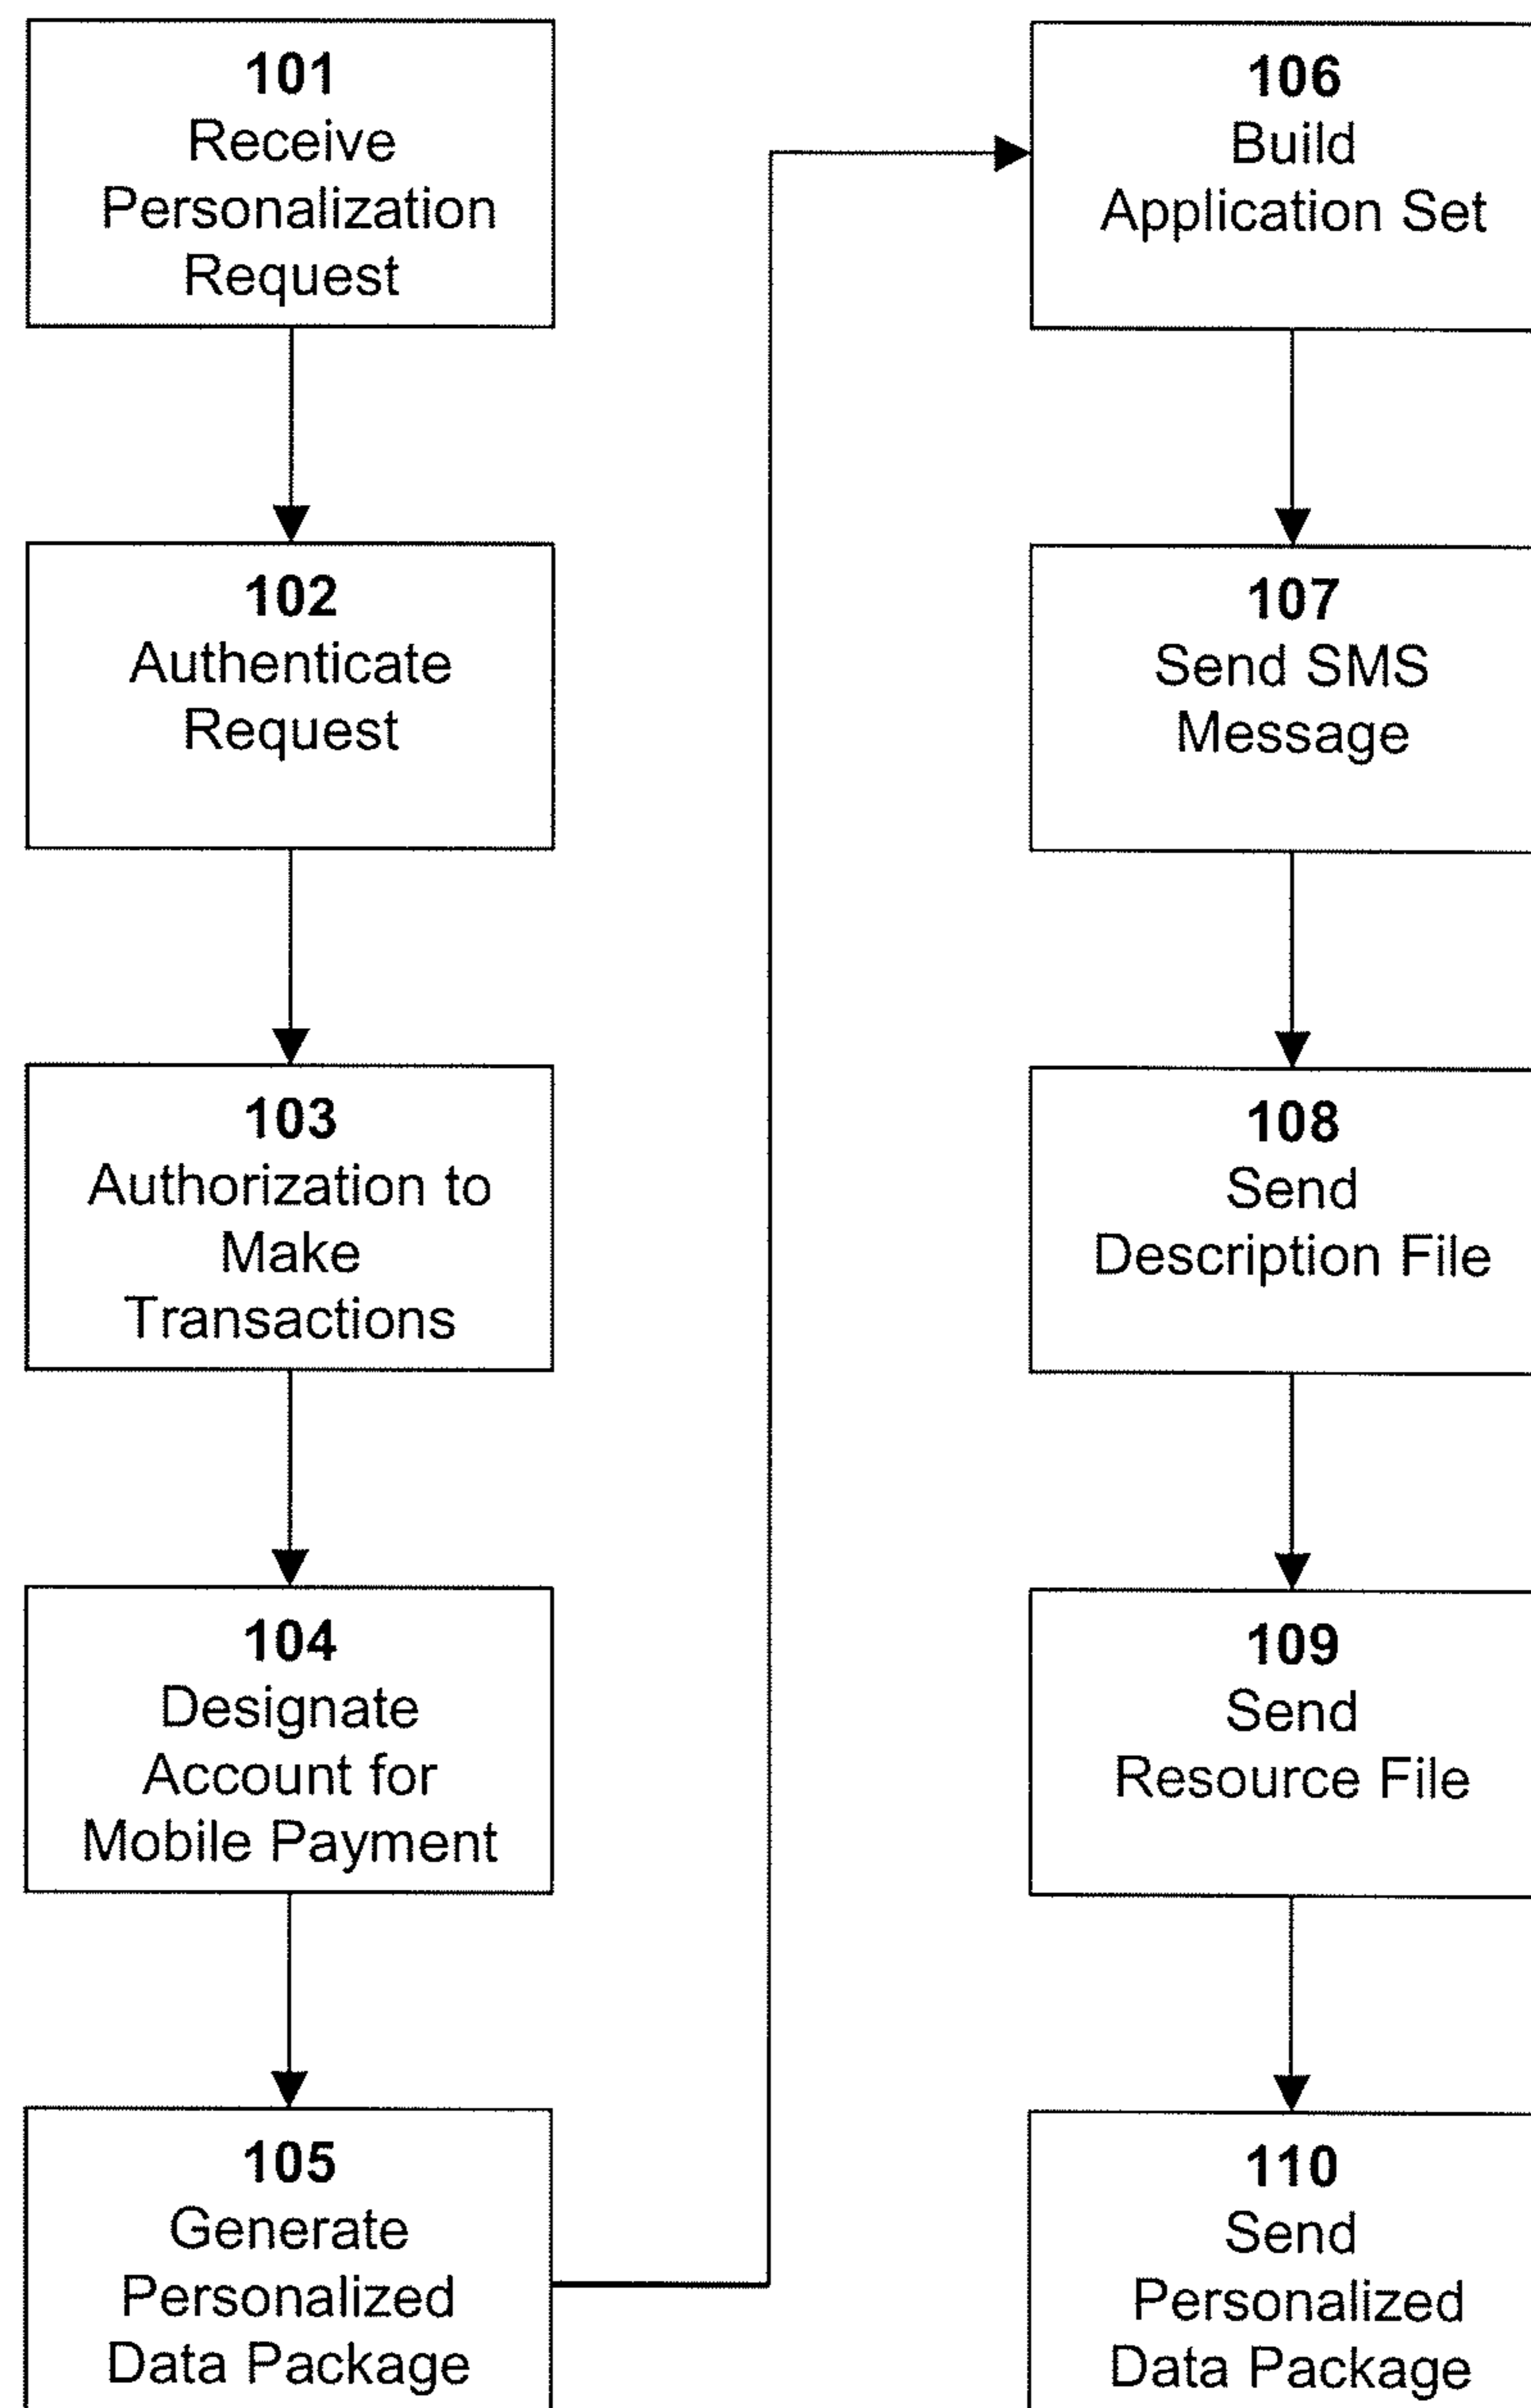 101
Receive
Personalization
Request
102
Authenticate
Request
103
Authorization to
Make
Transactions
104
Designate
Account for
Mobile Payment
105
Generate
Personalized
Data Package
106
Build
Application Set
107
Send SMS
Message
108
Send
Description File
109
Send
Resource File
110
Send
Personalized
Data Package